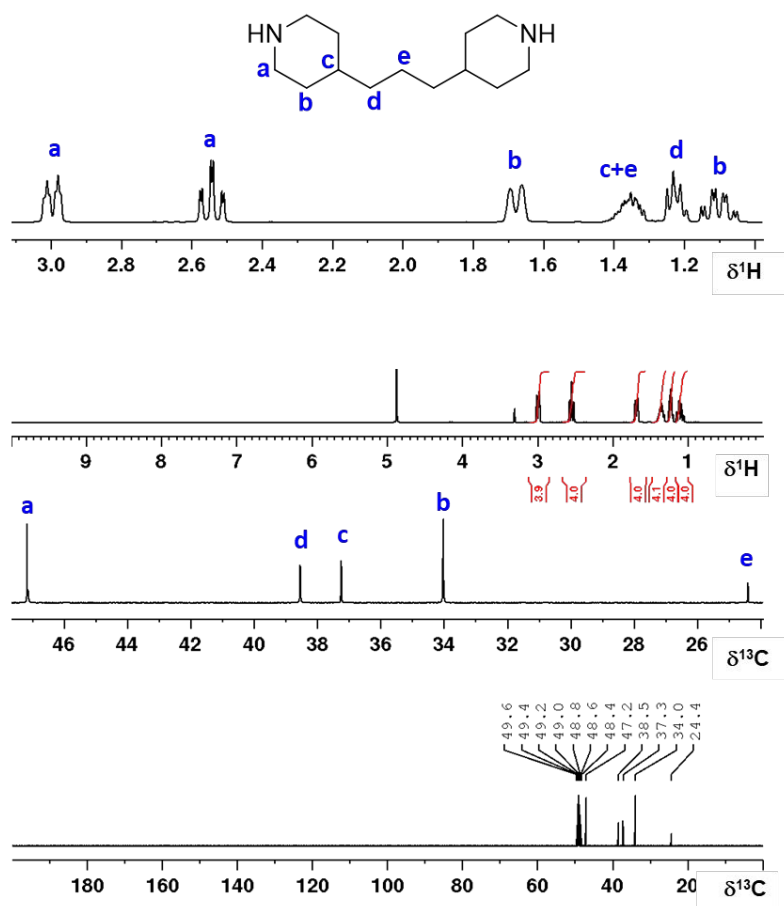 HN NH
c e
a
b d
a a b c+e d b
3.0 2.8 2.6 2.4 2.2 2.0 1.8 1.6 1.4 1.2
δ¹H
9 8 7 6 5 4 3 2 1
δ¹H
3.9 4.0 4.0 4.1 4.0 4.0
a d c b e
46 44 42 40 38 36 34 32 30 28 26
δ¹³C
49.6 49.4 49.2 49.0 48.8 48.6 48.4 47.2 38.5 37.3 34.0 24.4
180 160 140 120 100 80 60 40 20
δ¹³C